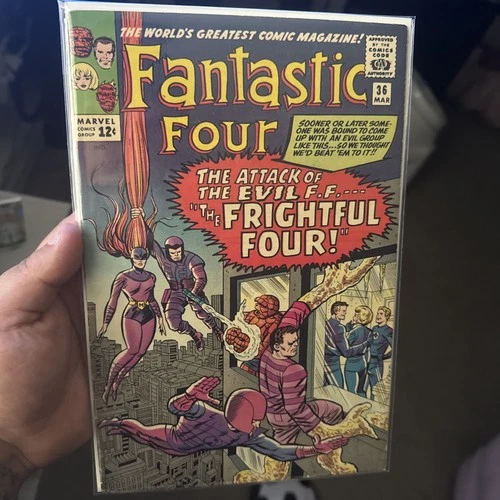 THE WORLD'S GREATEST COMIC MAGAZINE!
Fantastic
FOUR
APPROVED
BY THE
COMICS
CODE
AUTHORITY
MARVEL
COMICS
GROUP
12¢
36
MAR
SOONER OR LATER SOME-
ONE WAS BOUND TO COME
UP WITH AN EVIL GROUP
LIKE THIS...SO WE THOUGHT
WE'D BEAT 'EM TO IT!!
THE ATTACK OF
THE EVIL F.F.---
"THE FRIGHTFUL
FOUR!"